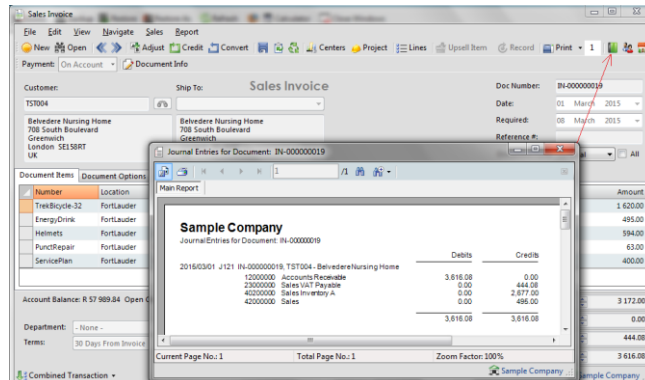 Sales Invoice
File Edit View Navigate Sales Report
New Open Adjust Credit Convert Centers Project Lines Upsell Item Record Print 1
Payment: On Account Document Info
Customer: Ship To: Sales Invoice Doc Number: IN-000000019
TST004 Date: 01 March 2015
Belvedere Nursing Home Belvedere Nursing Home Required: 08 March 2015
708 South Boulevard 708 South Boulevard
Greenwich Greenwich Reference #:
London SE158RT
UK
All
Journal Entries for Document: IN-000000019
1 /1
Main Report
Document Items Document Options
Number Location Amount
TrekBicycle-32 FortLauder 1 620.00
EnergyDrink FortLauder 495.00
Helmets FortLauder 594.00
PunctRepair FortLauder 63.00
ServicePlan FortLauder 400.00
Sample Company
Journal Entries for Document: IN-00000019
Debits Credits
2015/03/01 J121 IN-000000019, TST004 - Belvedere Nursing Home
12000000 Accounts Receivable 3,616.08 0.00
23000000 Sales VAT Payable 0.00 444.08
40200000 Sales Inventory A 0.00 2,677.00
42000000 Sales 0.00 495.00
3,616.08 3,616.08
Current Page No.: 1 Total Page No.: 1 Zoom Factor: 100%
Sample Company
Account Balance: R 57 989.84 Open 3 172.00
Department: - None - 0.00
Terms: 30 Days From Invoice 444.08
3 616.08
Combined Transaction Sample Company